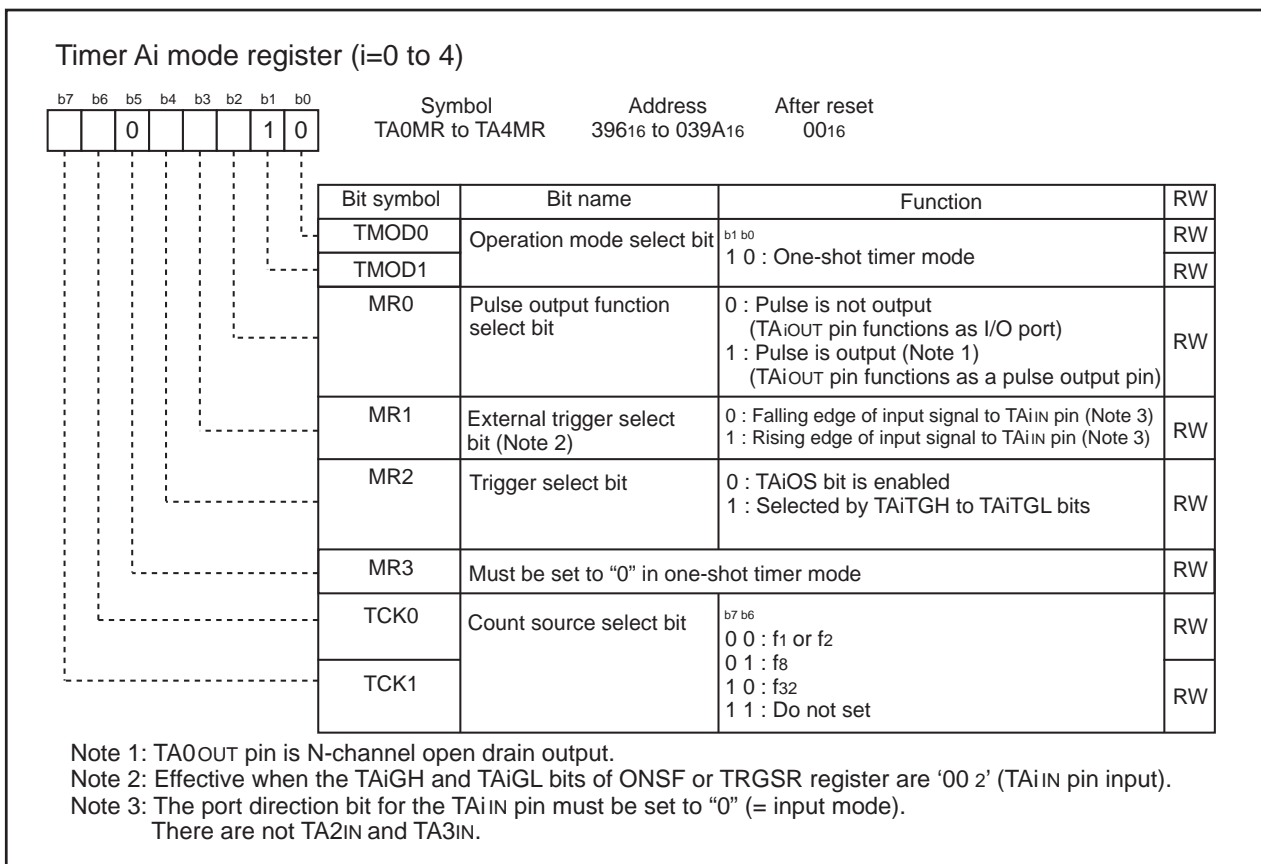 Timer Ai mode register (i=0 to 4)
b7 b6 b5 b4 b3 b2 b1 b0
0 1 0
Symbol Address After reset
TA0MR to TA4MR 39616 to 039A16 0016
Bit symbol Bit name Function RW
TMOD0 Operation mode select bit b1 b0 RW
1 0 : One-shot timer mode
TMOD1 RW
MR0 Pulse output function select bit 0 : Pulse is not output
(TAiOUT pin functions as I/O port)
1 : Pulse is output (Note 1)
(TAiOUT pin functions as a pulse output pin) RW
MR1 External trigger select bit (Note 2) 0 : Falling edge of input signal to TAiIN pin (Note 3)
1 : Rising edge of input signal to TAiIN pin (Note 3) RW
MR2 Trigger select bit 0 : TAiOS bit is enabled
1 : Selected by TAiTGH to TAiTGL bits RW
MR3 Must be set to “0” in one-shot timer mode RW
TCK0 Count source select bit b7 b6 RW
0 0 : f1 or f2
0 1 : f8
TCK1 1 0 : f32 RW
1 1 : Do not set
Note 1: TA0OUT pin is N-channel open drain output.
Note 2: Effective when the TAiGH and TAiGL bits of ONSF or TRGSR register are ‘00 2’ (TAiIN pin input).
Note 3: The port direction bit for the TAiIN pin must be set to “0” (= input mode).
There are not TA2IN and TA3IN.